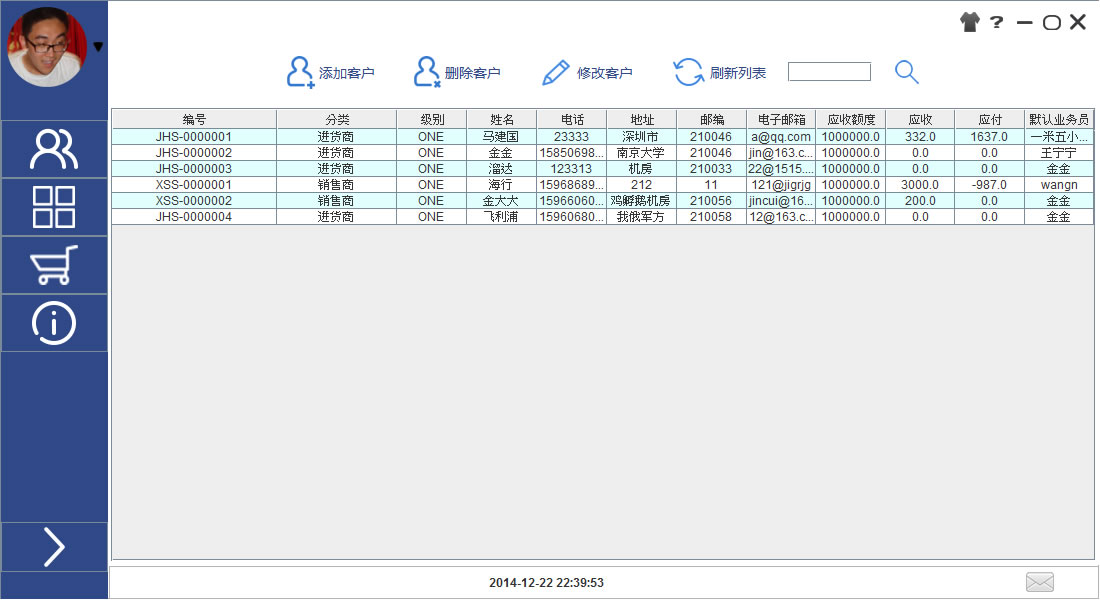 ?
添加客户 删除客户 修改客户 刷新列表
编号 分类 级别 姓名 电话 地址 邮编 电子邮箱 应收额度 应收 应付 默认业务员
JHS-0000001 进货商 ONE 马建国 23333 深圳市 210046 a@qq.com 1000000.0 332.0 1637.0 一米五小...
JHS-0000002 进货商 ONE 金金 15850698... 南京大学 210046 jin@163.c... 1000000.0 0.0 0.0 王宁宁
JHS-0000003 进货商 ONE 溜达 123313 机房 210033 22@1515.... 1000000.0 0.0 0.0 金金
XSS-0000001 销售商 ONE 海行 15968689... 212 11 121@jigrjg 1000000.0 3000.0 -987.0 wangn
XSS-0000002 销售商 ONE 金大大 15966060... 鸡孵鹅机房 210056 jincui@16... 1000000.0 200.0 0.0 金金
JHS-0000004 进货商 ONE 飞利浦 15960680... 我俄军方 210058 12@163.c... 1000000.0 0.0 0.0 金金
2014-12-22 22:39:53